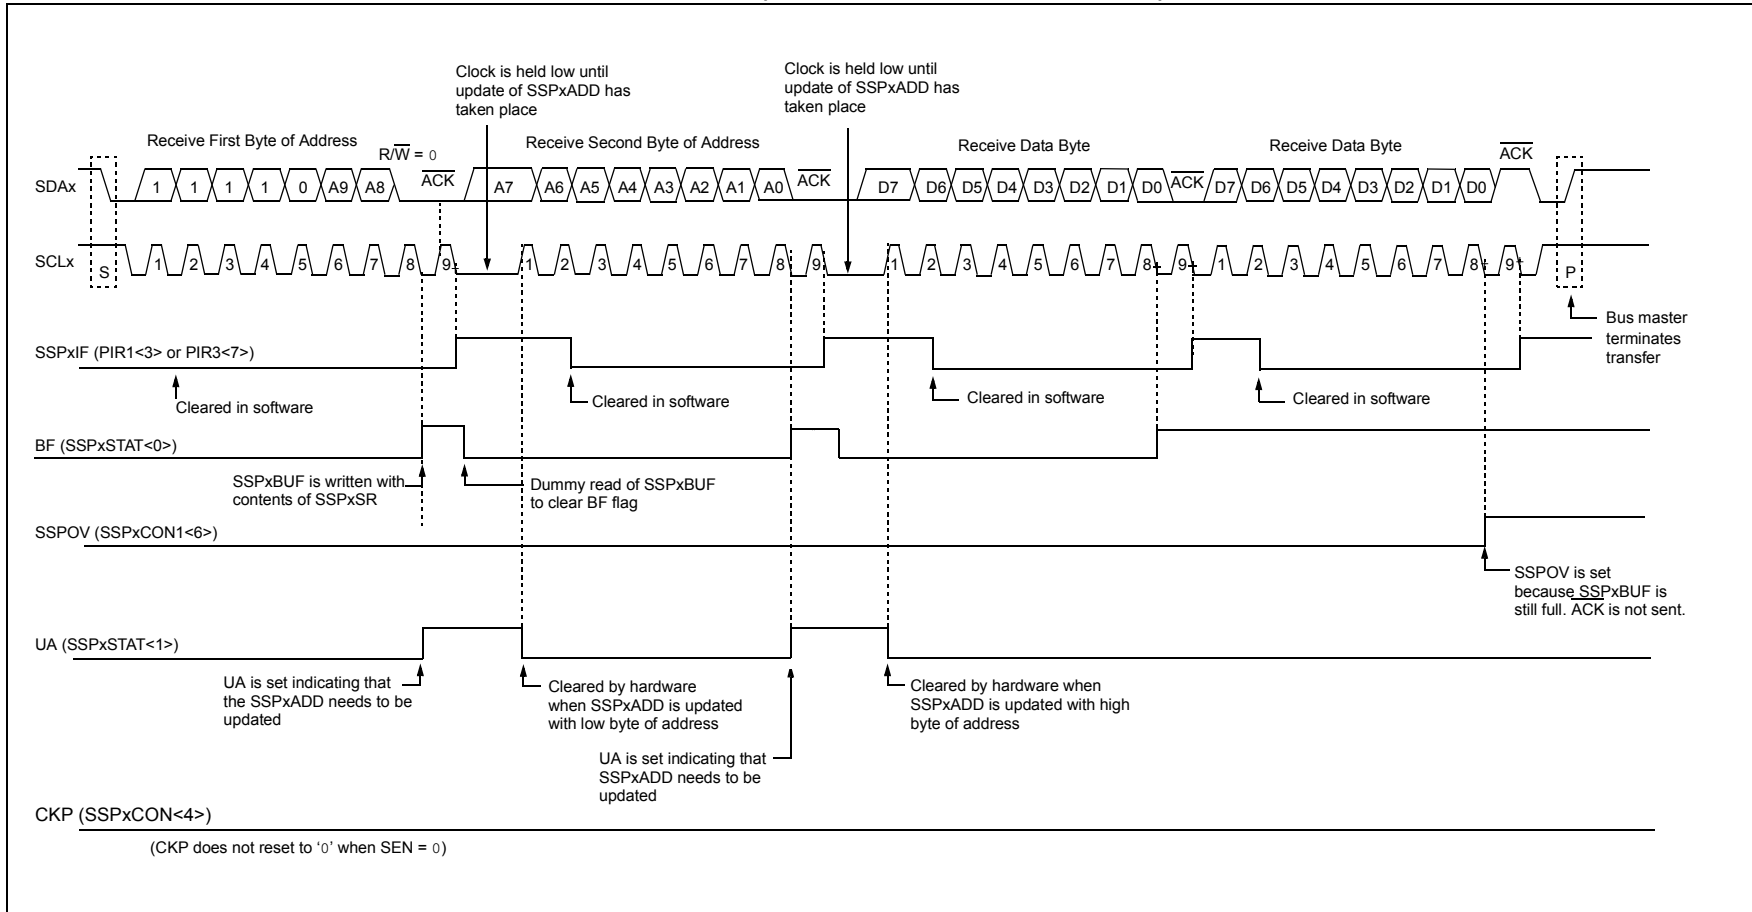 Clock is held low until
update of SSPxADD has
taken place
Clock is held low until
update of SSPxADD has
taken place
Receive First Byte of Address
R/W = 0
ACK
Receive Second Byte of Address
ACK
Receive Data Byte
ACK
Receive Data Byte
ACK
SDAx
1 1 1 1 0 A9 A8
A7 A6 A5 A4 A3 A2 A1 A0
D7 D6 D5 D4 D3 D2 D1 D0
D7 D6 D5 D4 D3 D2 D1 D0
SCLx
S
1 2 3 4 5 6 7 8 9
1 2 3 4 5 6 7 8 9
1 2 3 4 5 6 7 8 9
1 2 3 4 5 6 7 8 9
P
Bus master
terminates
transfer
SSPxIF (PIR1<3> or PIR3<7>)
Cleared in software
Cleared in software
Cleared in software
Cleared in software
BF (SSPxSTAT<0>)
SSPxBUF is written with
contents of SSPxSR
Dummy read of SSPxBUF
to clear BF flag
SSPOV (SSPxCON1<6>)
SSPOV is set
because SSPxBUF is
still full. ACK is not sent.
UA (SSPxSTAT<1>)
UA is set indicating that
the SSPxADD needs to be
updated
Cleared by hardware
when SSPxADD is updated
with low byte of address
UA is set indicating that
SSPxADD needs to be
updated
Cleared by hardware when
SSPxADD is updated with high
byte of address
CKP (SSPxCON<4>)
(CKP does not reset to ‘0’ when SEN = 0)